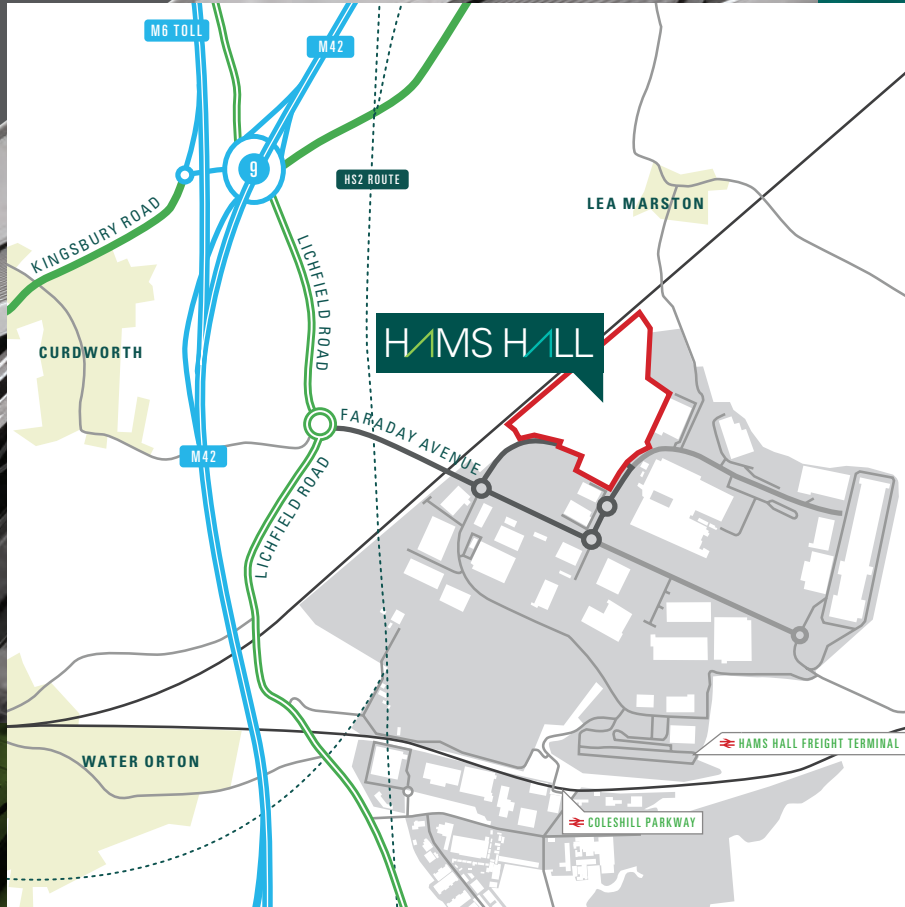 M6 TOLL
M42
9
HS2 ROUTE
KINGSBURY ROAD
LEA MARSTON
LICHFIELD ROAD
HAMS HALL
CURDWORTH
FARADAY AVENUE
M42
LICHFIELD ROAD
HAMS HALL FREIGHT TERMINAL
WATER ORTON
COLESHILL PARKWAY